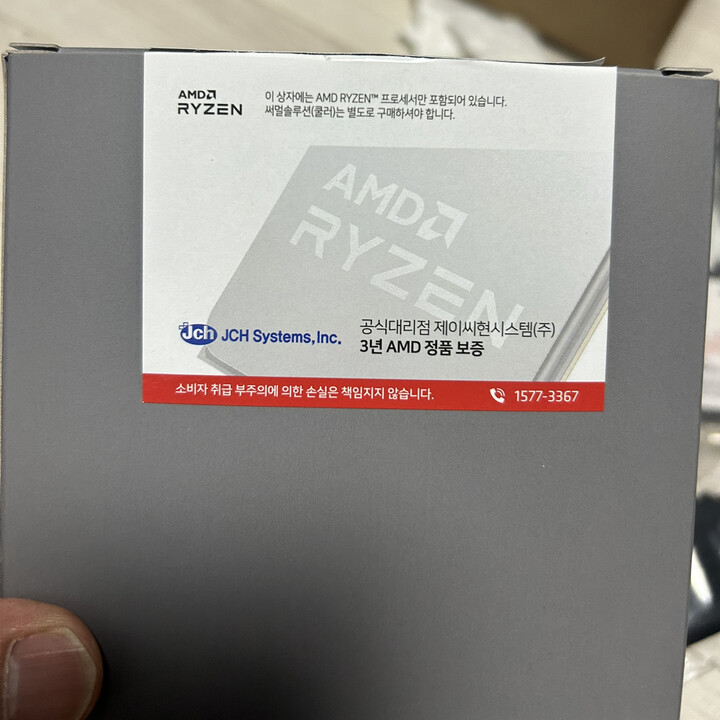 AMD
RYZEN
이 상자에는 AMD RYZEN™ 프로세서만 포함되어 있습니다.
써멀솔루션(쿨러)는 별도로 구매하셔야 합니다.
AMD
RYZEN
Jch JCH Systems, Inc.
공식대리점 제이씨현시스템(주)
3년 AMD 정품 보증
소비자 취급 부주의에 의한 손실은 책임지지 않습니다.
1577-3367